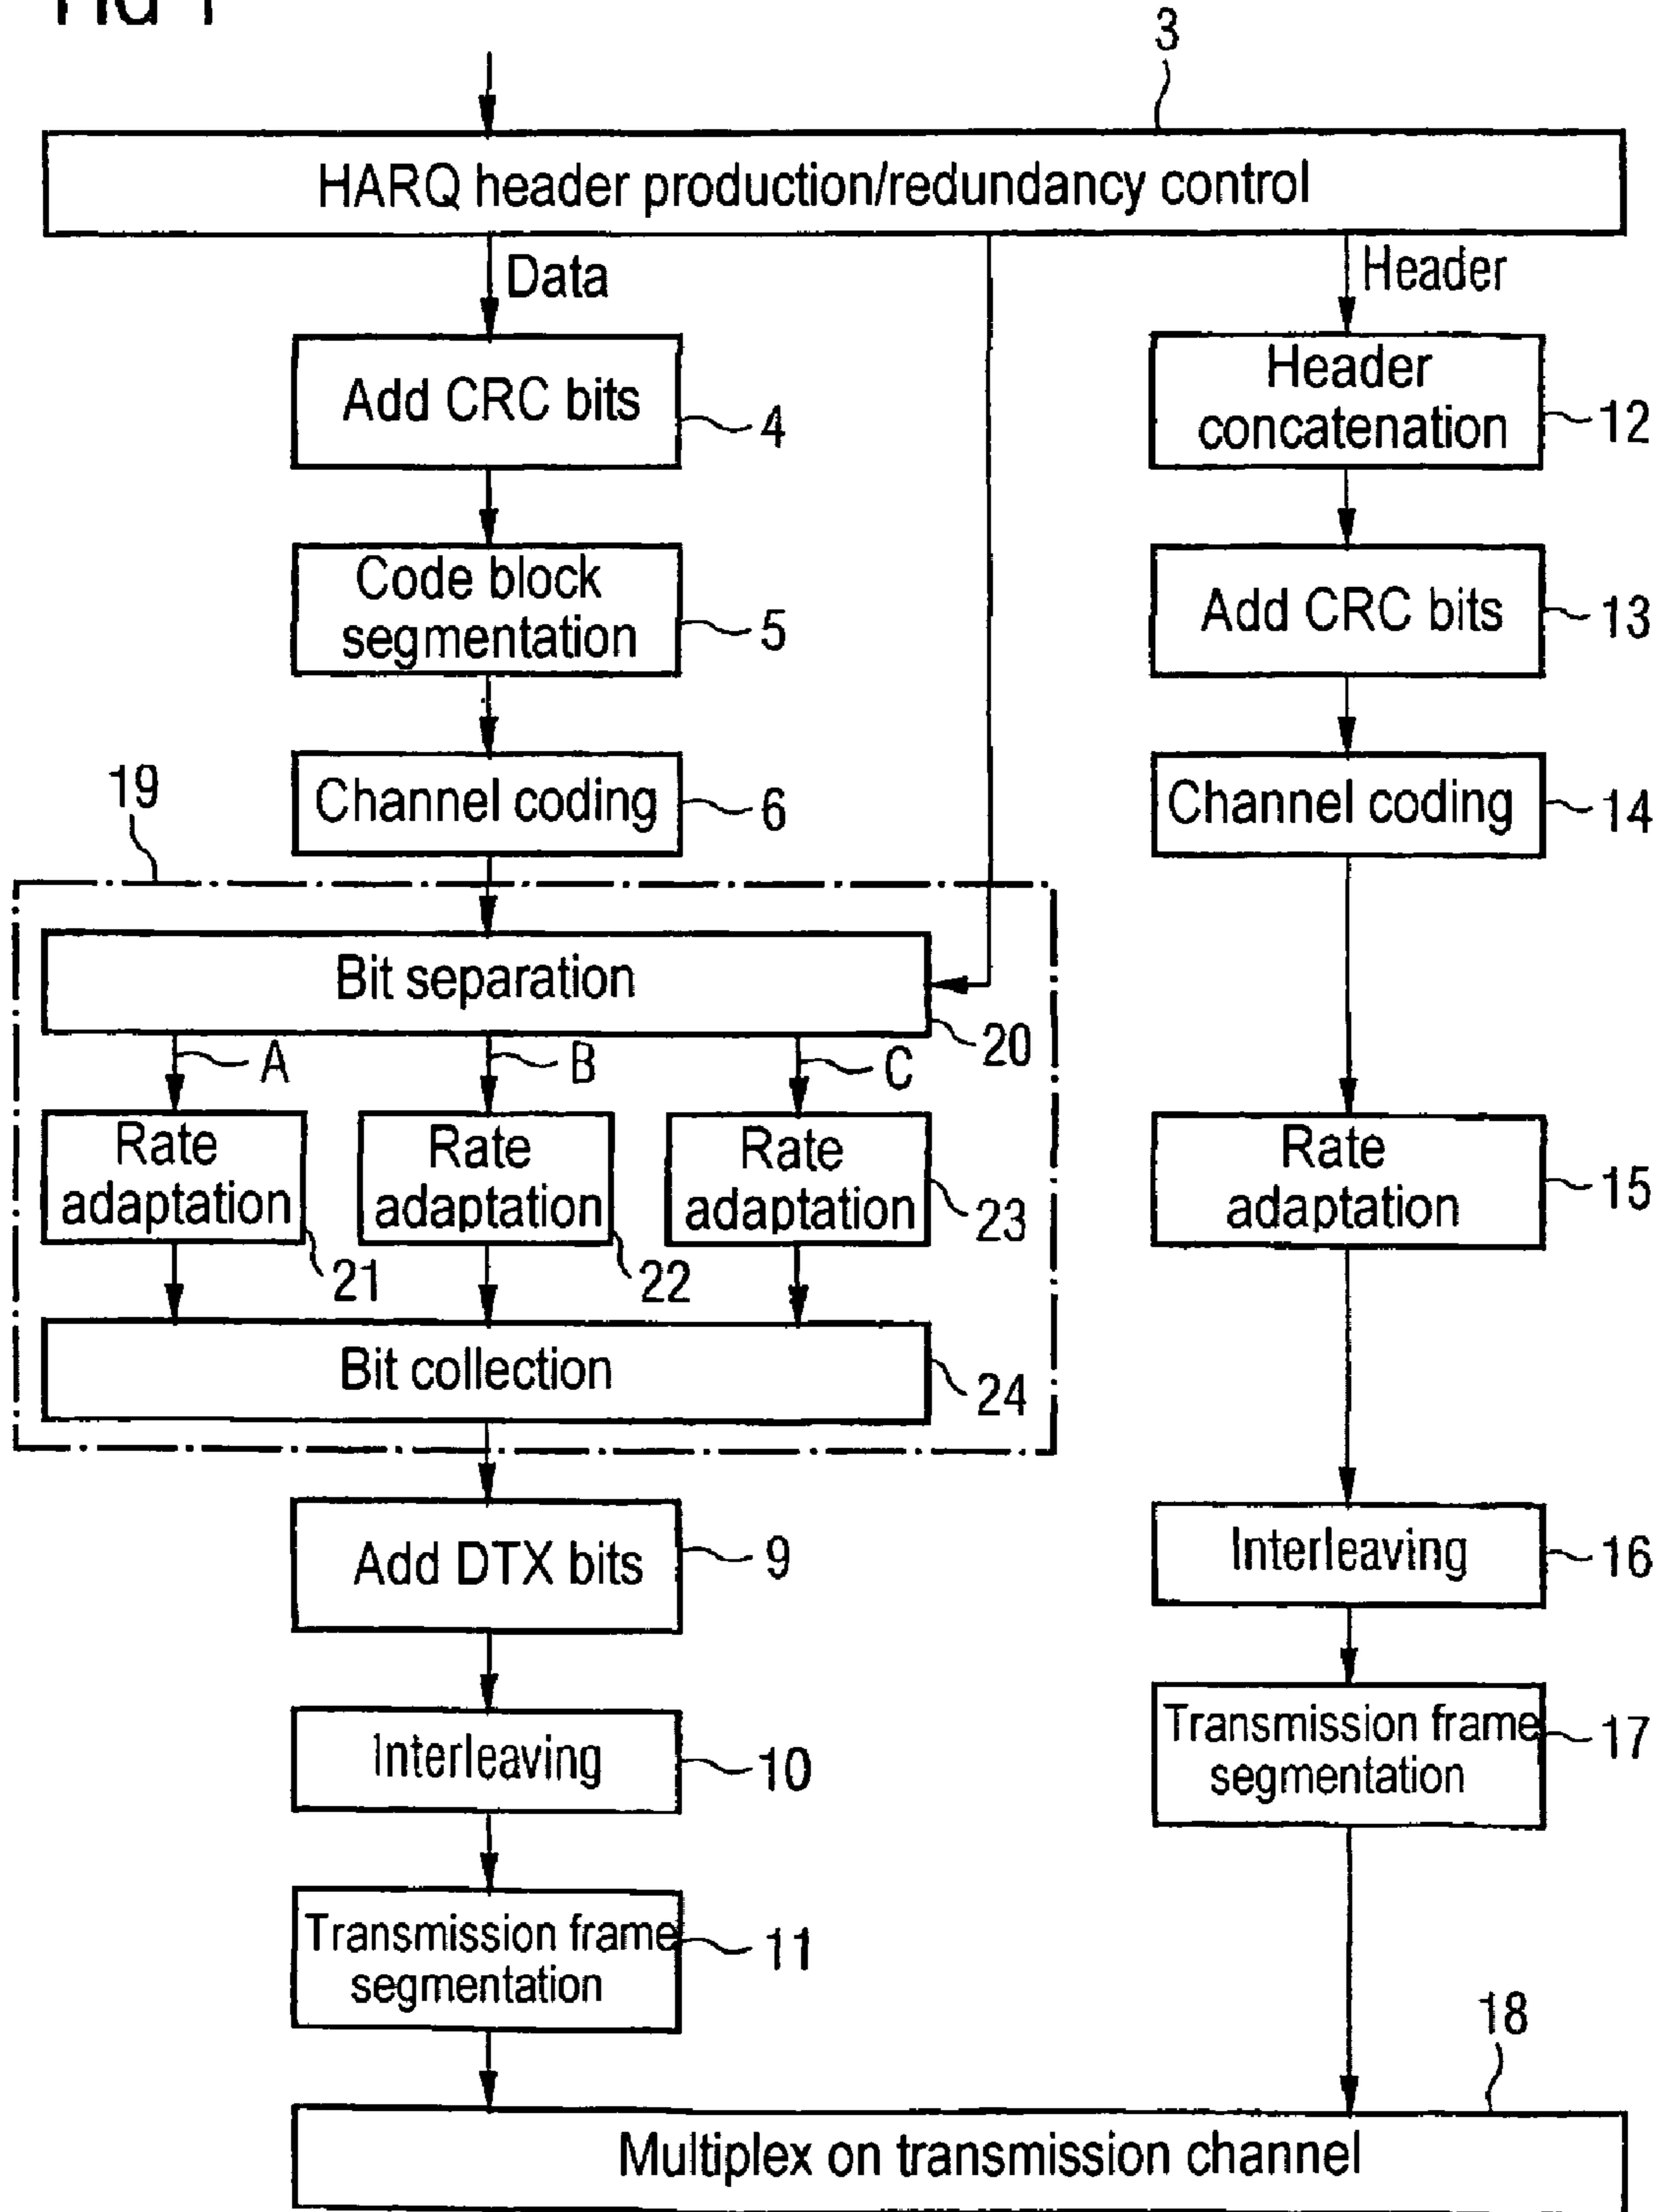 3
HARQ header production/redundancy control
Data
Header
Add CRC bits
4
Header
concatenation
12
Code block
segmentation
5
Add CRC bits
13
19
Channel coding
6
Channel coding
14
Bit separation
20
A
B
C
Rate
adaptation
21
Rate
adaptation
22
Rate
adaptation
23
Rate
adaptation
15
Bit collection
24
Add DTX bits
9
Interleaving
16
Interleaving
10
Transmission frame
segmentation
17
Transmission frame
segmentation
11
18
Multiplex on transmission channel